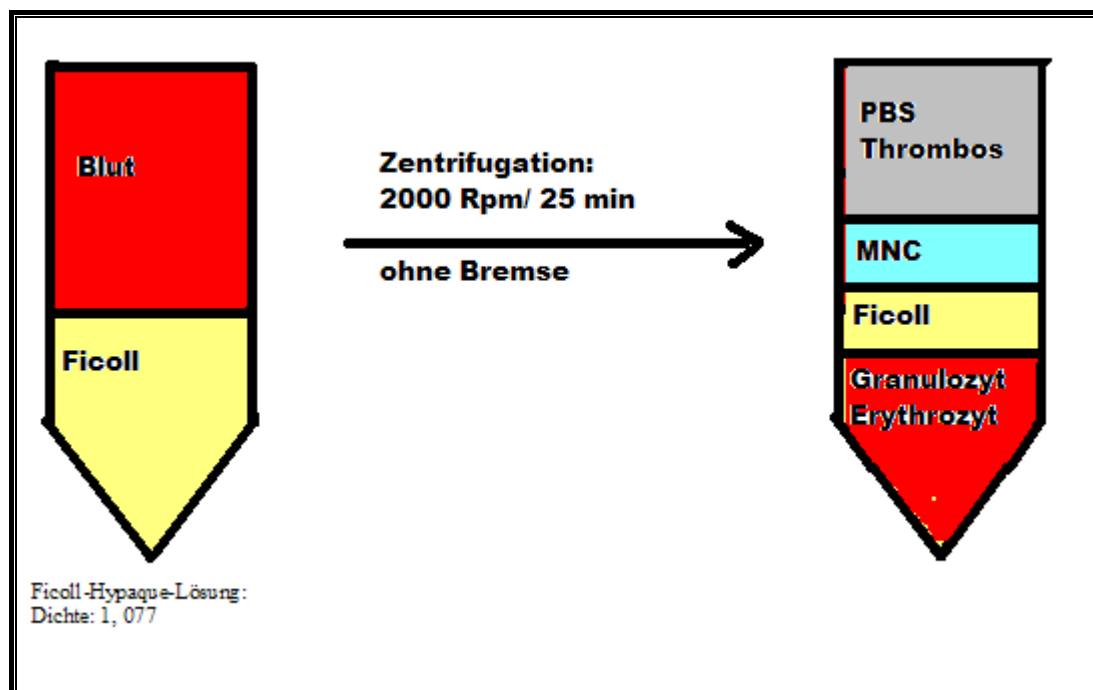 Blut
Ficoll
Ficoll-Hypaque-Lösung:
Dichte: 1, 077
Zentrifugation:
2000 Rpm/ 25 min
ohne Bremse
PBS
Thrombos
MNC
Ficoll
Granulozyt
Erythrozyt